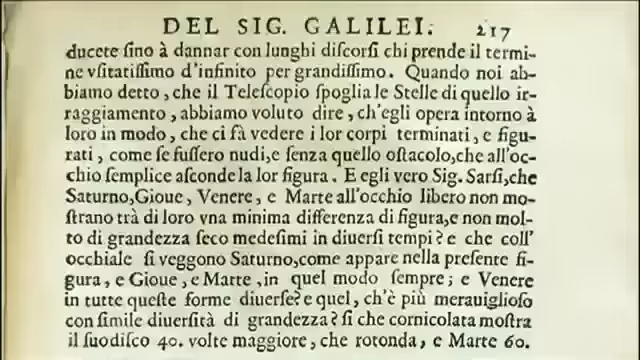 DEL SIG. GALILEI. 217
ducete ſino à dannar con lunghi diſcorſi chi prende il termi-
ne vſitatiſſimo d'infinito per grandiſſimo. Quando noi ab-
biamo detto, che il Teleſcopio ſpoglia le Stelle di quello ir-
raggiamento, abbiamo voluto dire, ch'egli opera intorno à
loro in modo, che ci fà vedere i lor corpi terminati, e figu-
rati, come ſe fuſſero nudi, e ſenza quello oſtacolo, che all'oc-
chio ſemplice aſconde la lor figura. E egli vero Sig. Sarſi, che
Saturno, Gioue, Venere, e Marte all'occhio libero non mo-
ſtrano trà di loro vna minima differenza di figura, e non mol-
to di grandezza ſeco medeſimi in diuerſi tempi? e che coll'
occhiale ſi veggono Saturno, come appare nella preſente fi-
gura, e Gioue, e Marte, in quel modo ſempre; e Venere
in tutte queſte forme diuerſe? e quel, ch'è più merauiglioſo
con ſimile diuerſità di grandezza? ſi che cornicolata moſtra
il ſuo diſco 40. volte maggiore, che rotonda, e Marte 60.